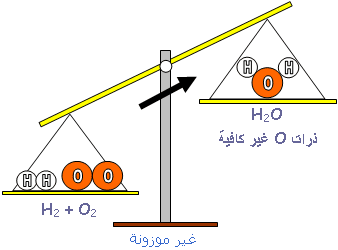 H H
O
H₂O
ذرات O غير كافية
H H O O
H₂ + O₂
غير موزونة